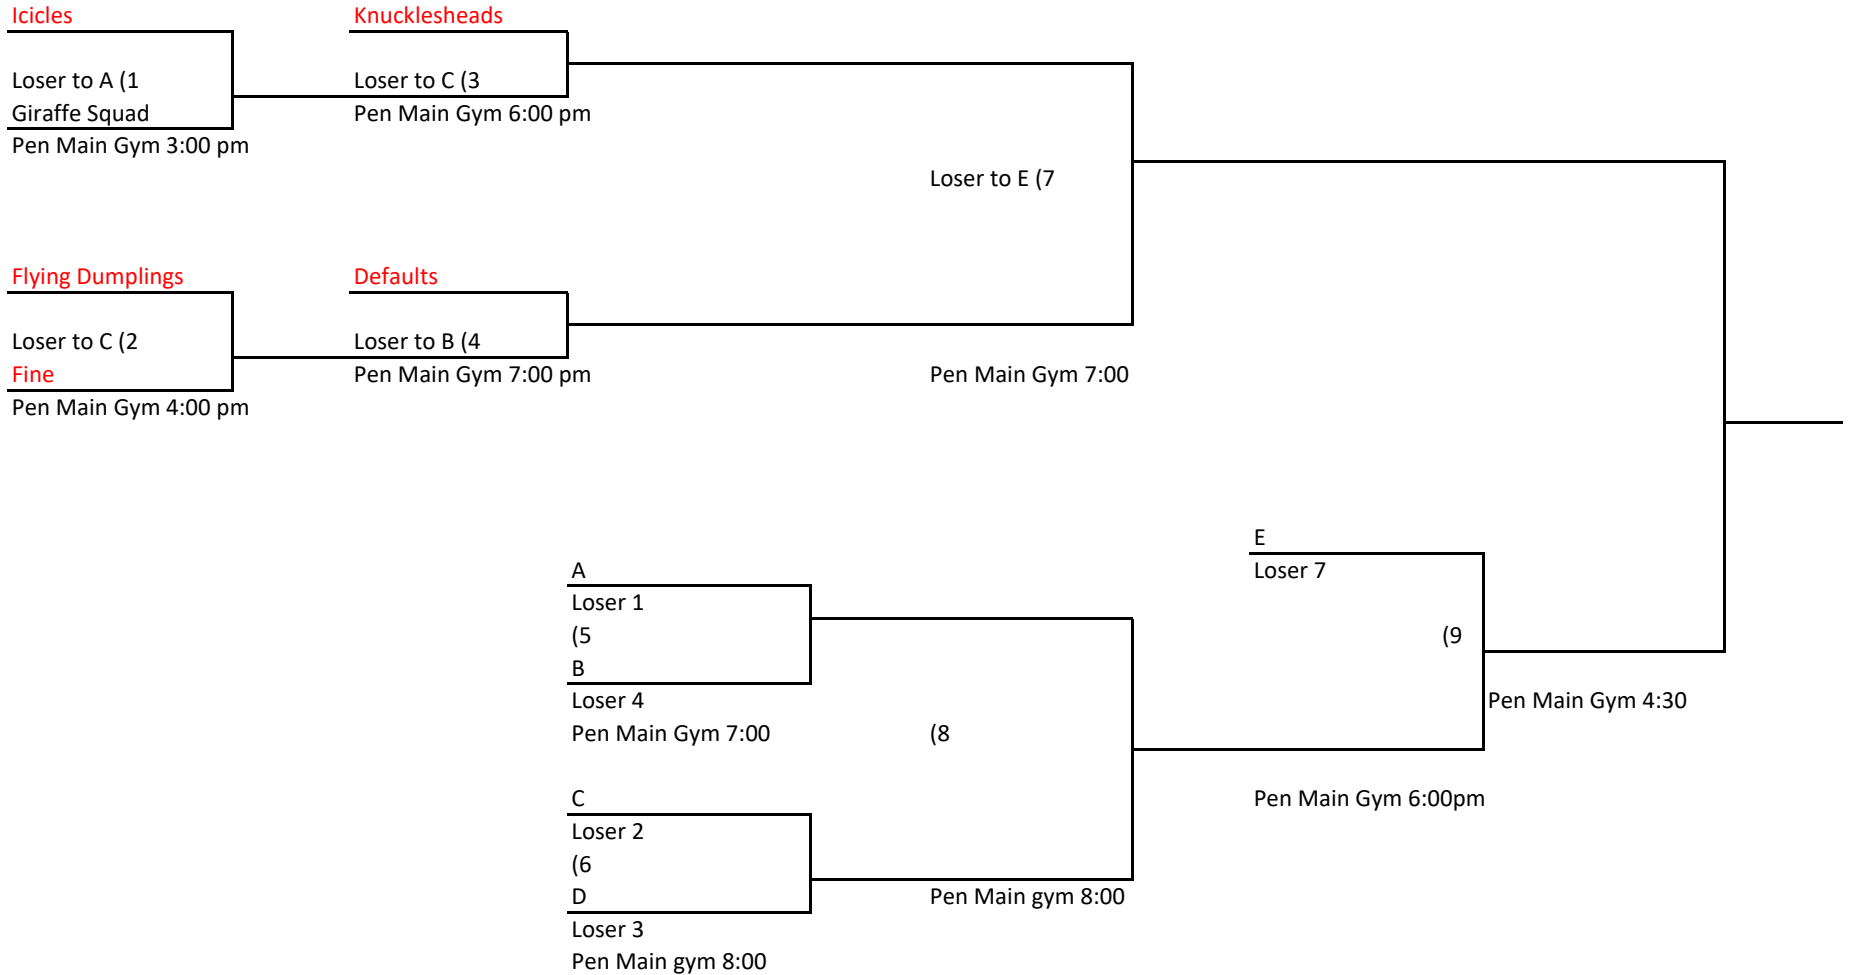 Icicles
Knucklesheads
Loser to A (1
Loser to C (3
Giraffe Squad
Pen Main Gym 6:00 pm
Pen Main Gym 3:00 pm
Loser to E (7
Flying Dumplings
Defaults
Loser to C (2
Loser to B (4
Fine
Pen Main Gym 7:00 pm
Pen Main Gym 7:00
Pen Main Gym 4:00 pm
E
A
Loser 7
Loser 1
(5
(9
B
Loser 4
Pen Main Gym 4:30
Pen Main Gym 7:00
(8
C
Pen Main Gym 6:00pm
Loser 2
(6
D
Pen Main gym 8:00
Loser 3
Pen Main gym 8:00